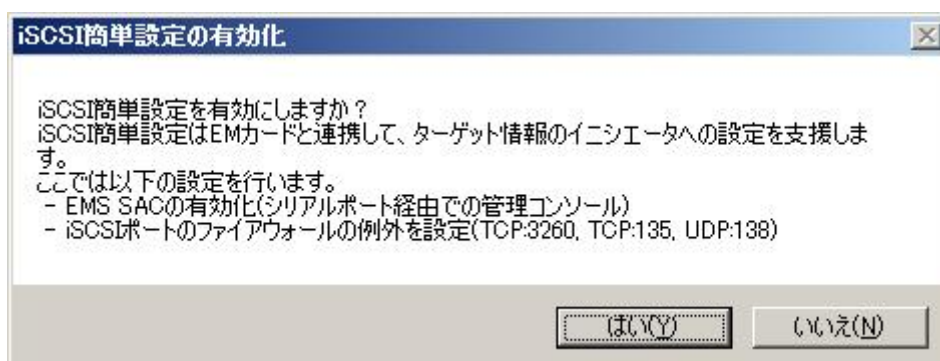 iSCSI簡単設定の有効化
iSCSI簡単設定を有効にしますか？
iSCSI簡単設定はEMカードと連携して、ターゲット情報のイニシエータへの設定を支援しま
す。
ここでは以下の設定を行います。
- EMS SACの有効化(シリアルポート経由での管理コンソール)
- iSCSIポートのファイアウォールの例外を設定(TCP:3260, TCP:135, UDP:138)
はい(Y) いいえ(N)